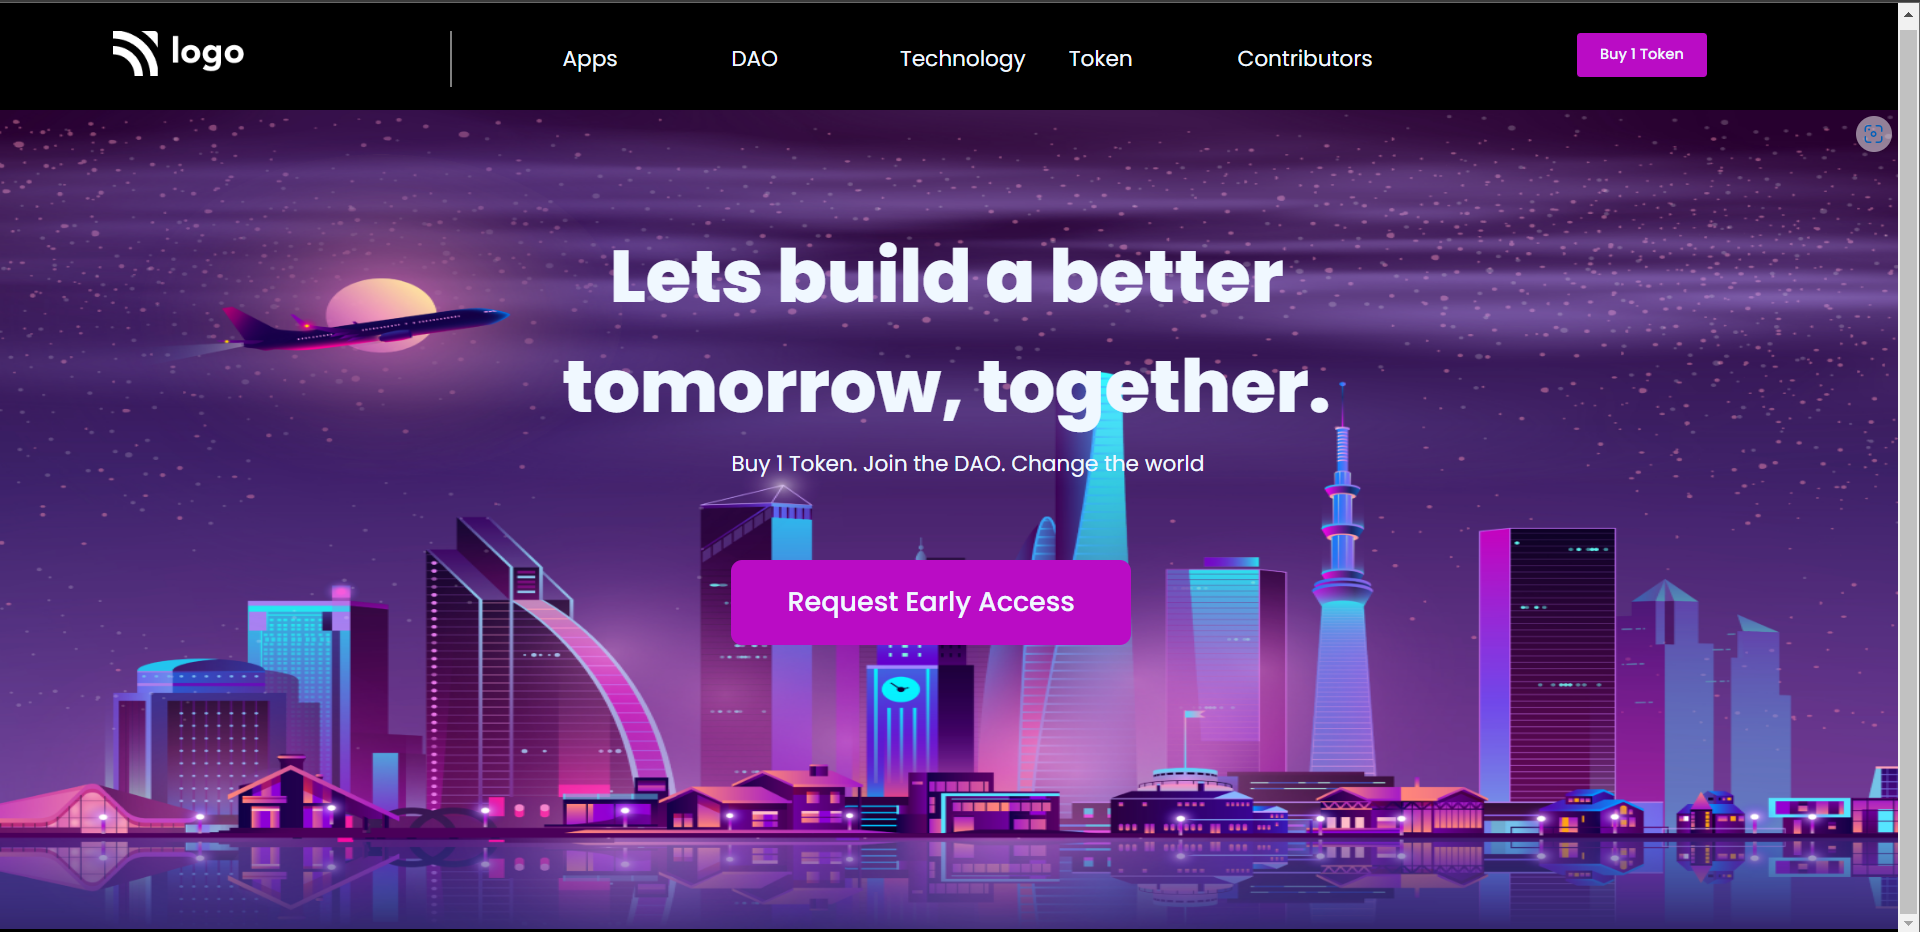 logo
Apps
DAO
Technology
Token
Contributors
Buy 1 Token
Lets build a better
tomorrow, together.
Buy 1 Token. Join the DAO. Change the world
Request Early Access